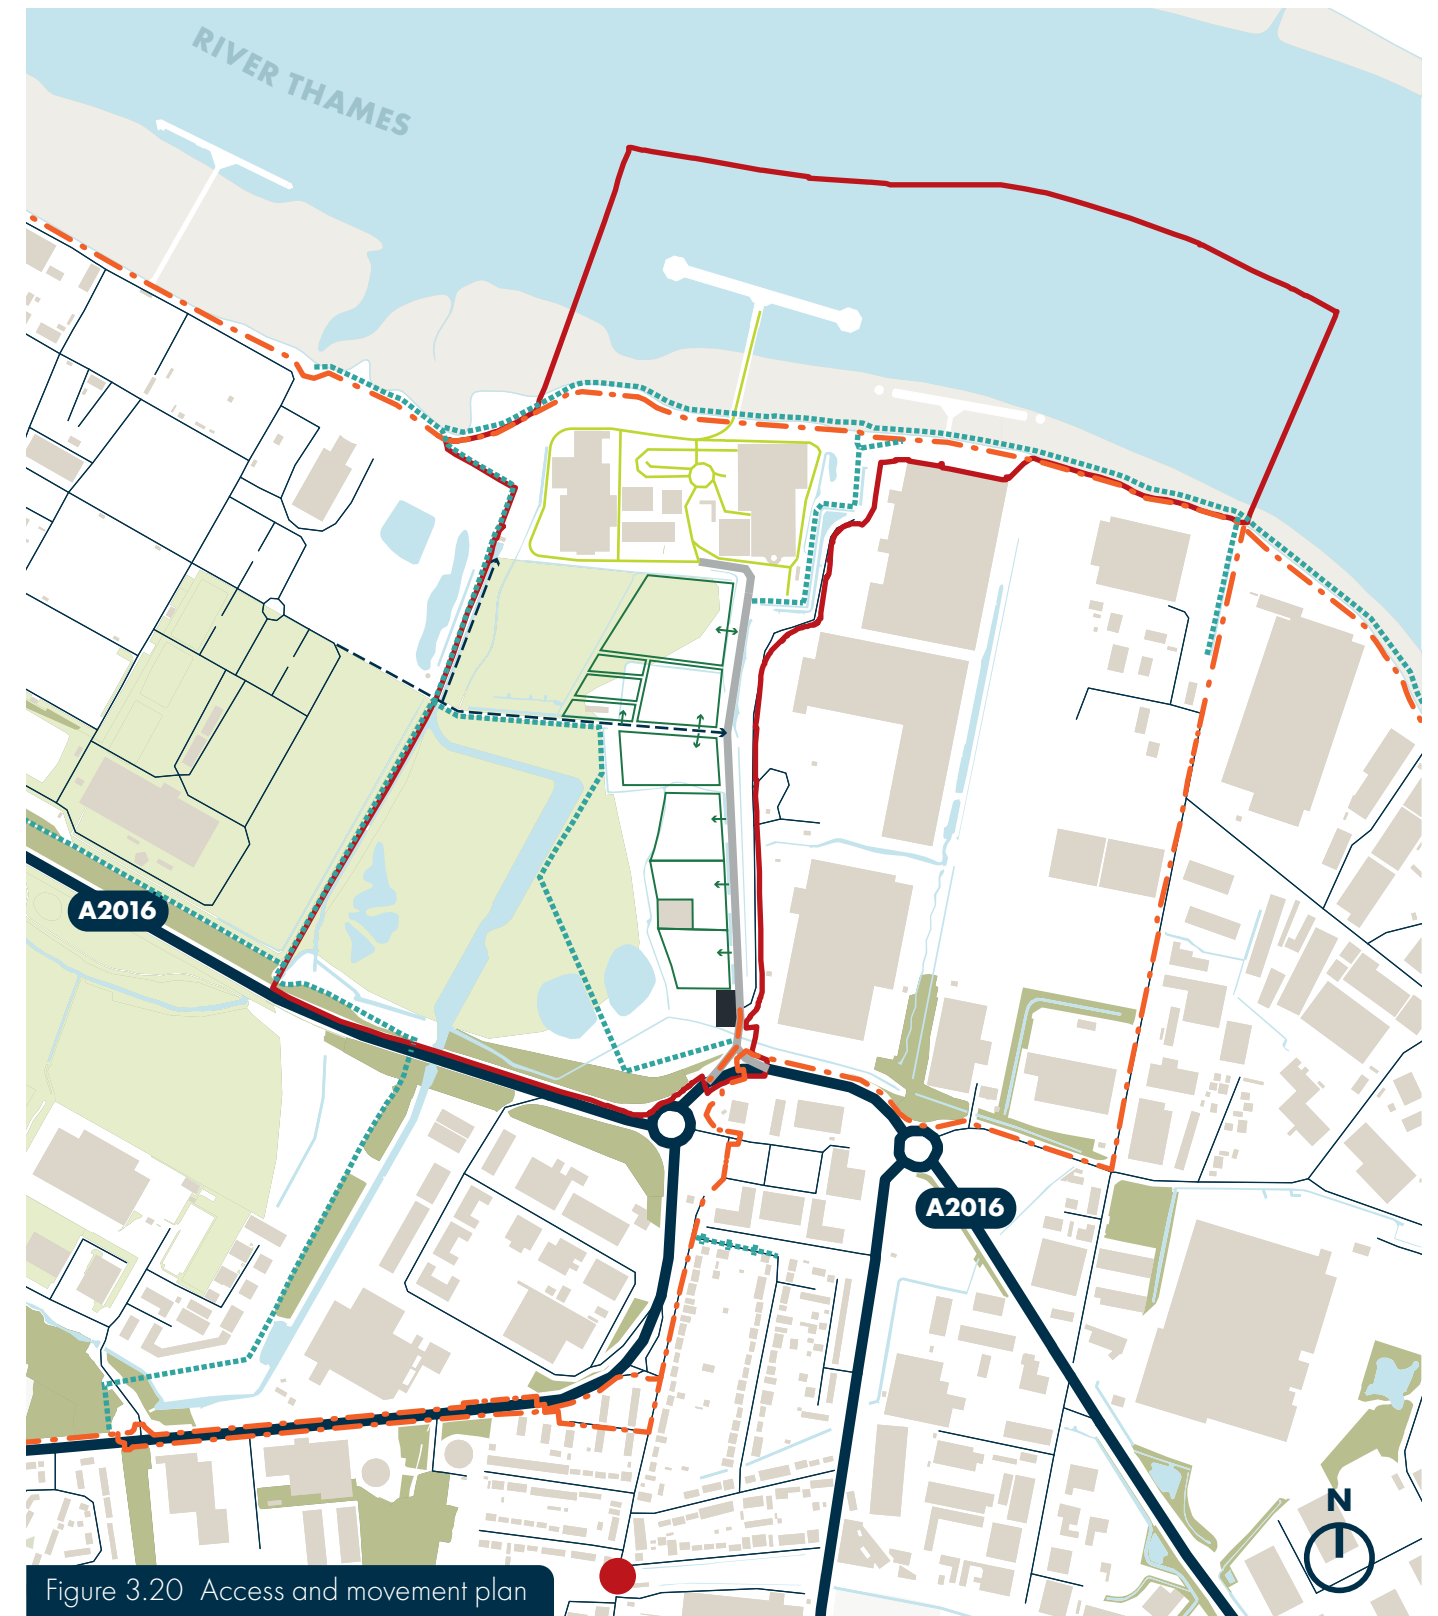 RIVER THAMES
A2016
A2016
N
Figure 3.20 Access and movement plan